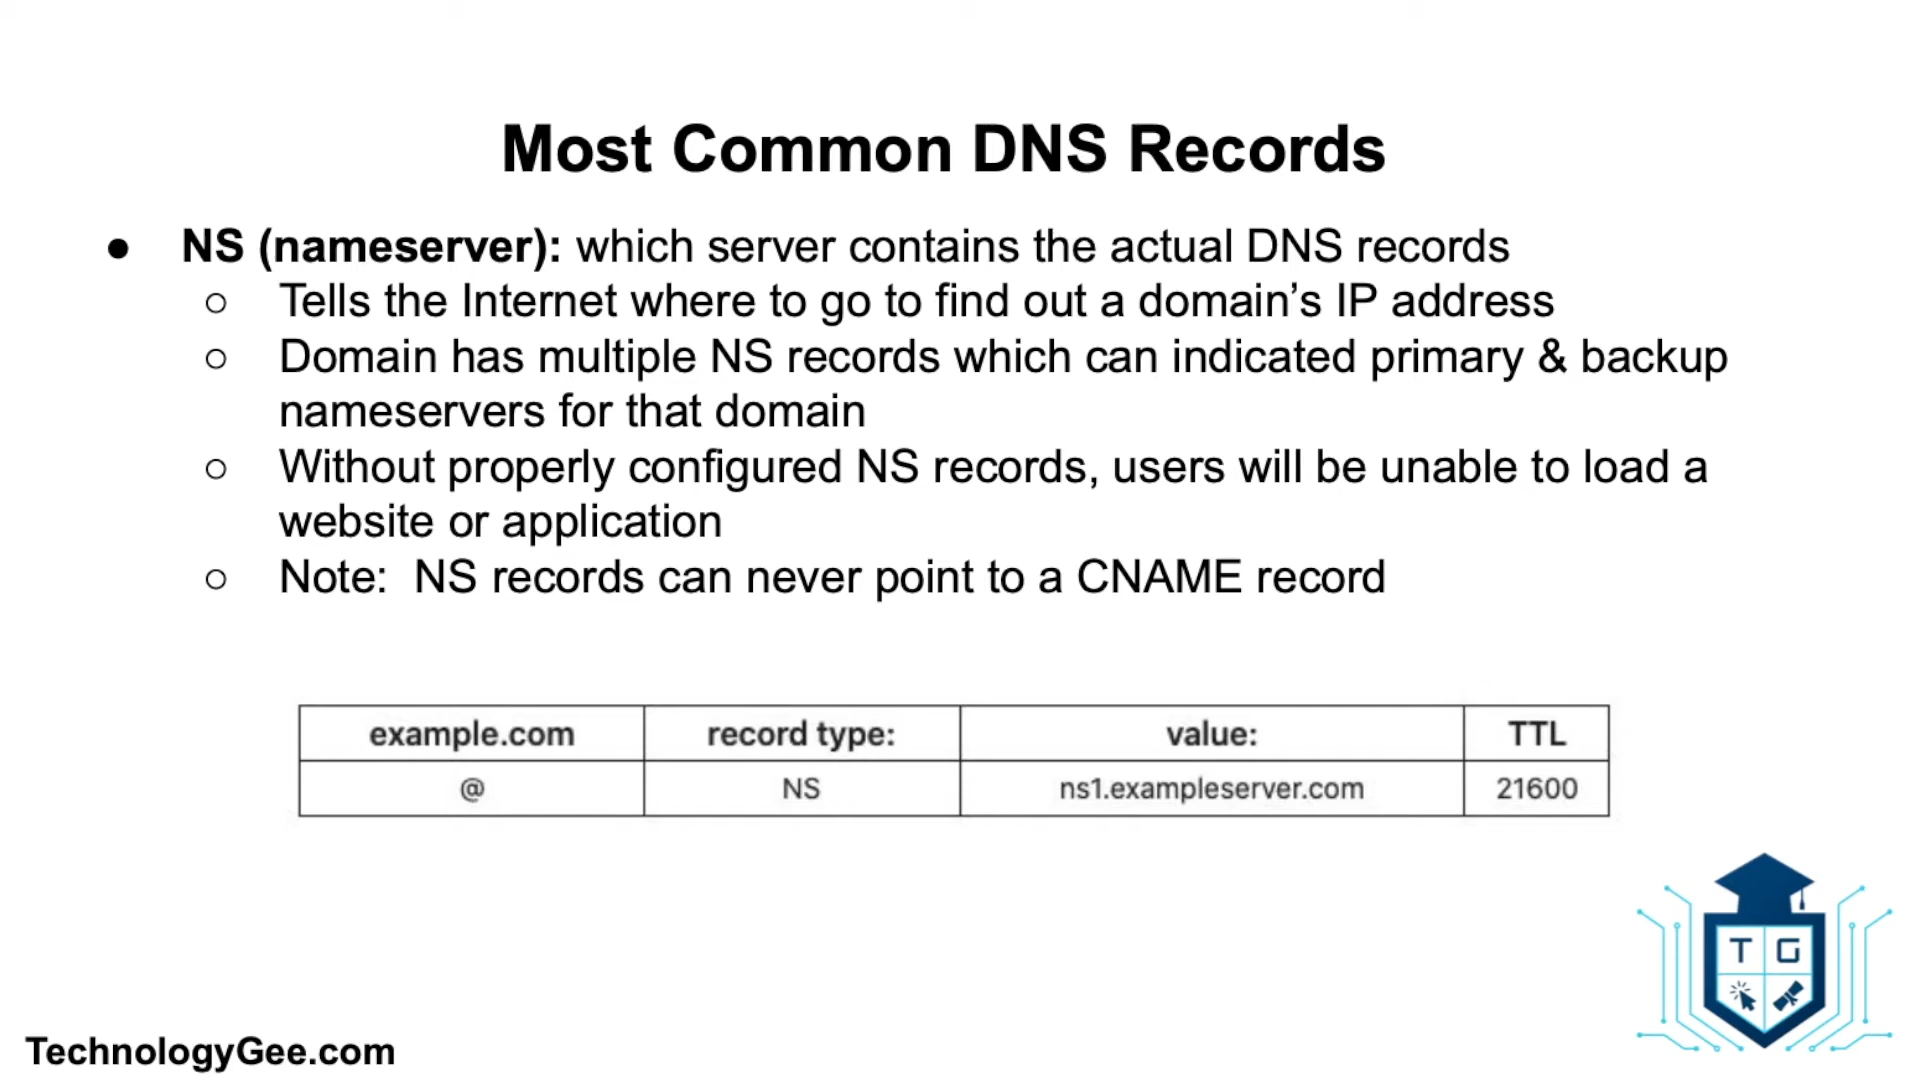 Most Common DNS Records
● NS (nameserver): which server contains the actual DNS records
○ Tells the Internet where to go to find out a domain’s IP address
○ Domain has multiple NS records which can indicated primary & backup
nameservers for that domain
○ Without properly configured NS records, users will be unable to load a
website or application
○ Note:  NS records can never point to a CNAME record
example.com record type: value: TTL
@ NS ns1.exampleserver.com 21600
T G
TechnologyGee.com